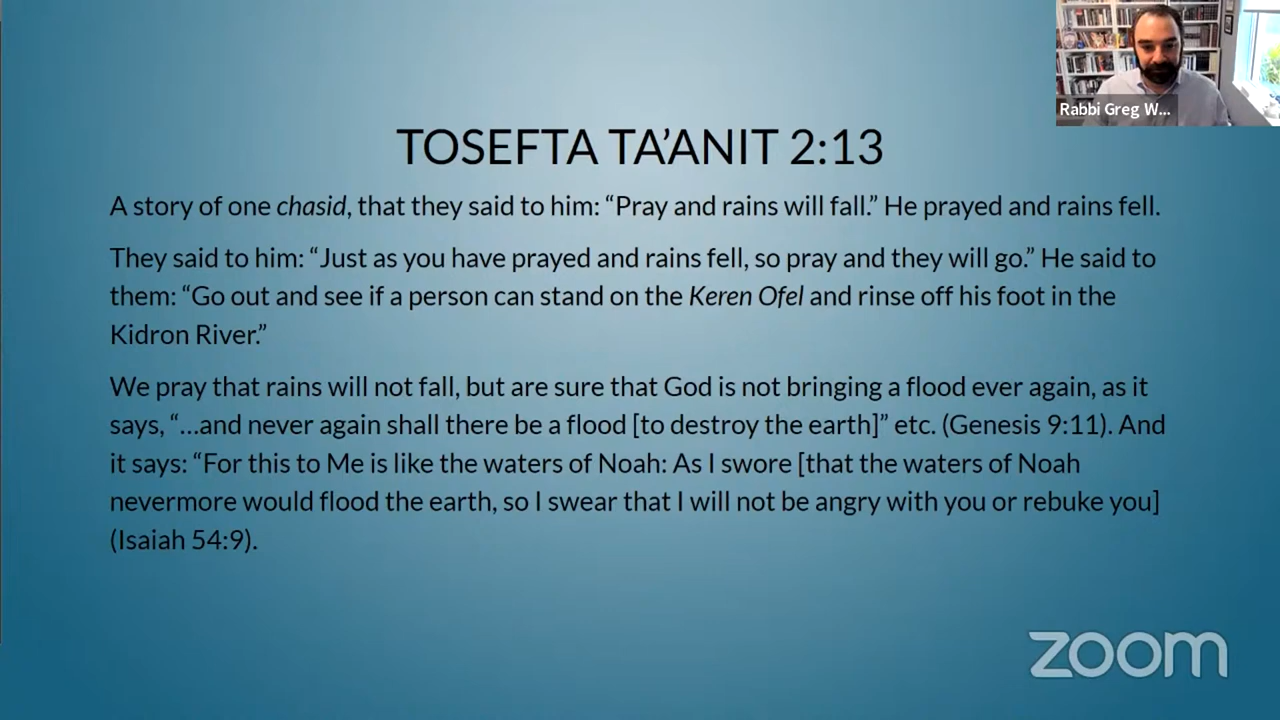 Rabbi Greg W...
TOSEFTA TA’ANIT 2:13
A story of one chasid, that they said to him: “Pray and rains will fall.” He prayed and rains fell.
They said to him: “Just as you have prayed and rains fell, so pray and they will go.” He said to
them: “Go out and see if a person can stand on the Keren Ofel and rinse off his foot in the
Kidron River.”
We pray that rains will not fall, but are sure that God is not bringing a flood ever again, as it
says, “...and never again shall there be a flood [to destroy the earth]” etc. (Genesis 9:11). And
it says: “For this to Me is like the waters of Noah: As I swore [that the waters of Noah
nevermore would flood the earth, so I swear that I will not be angry with you or rebuke you]
(Isaiah 54:9).
zoom